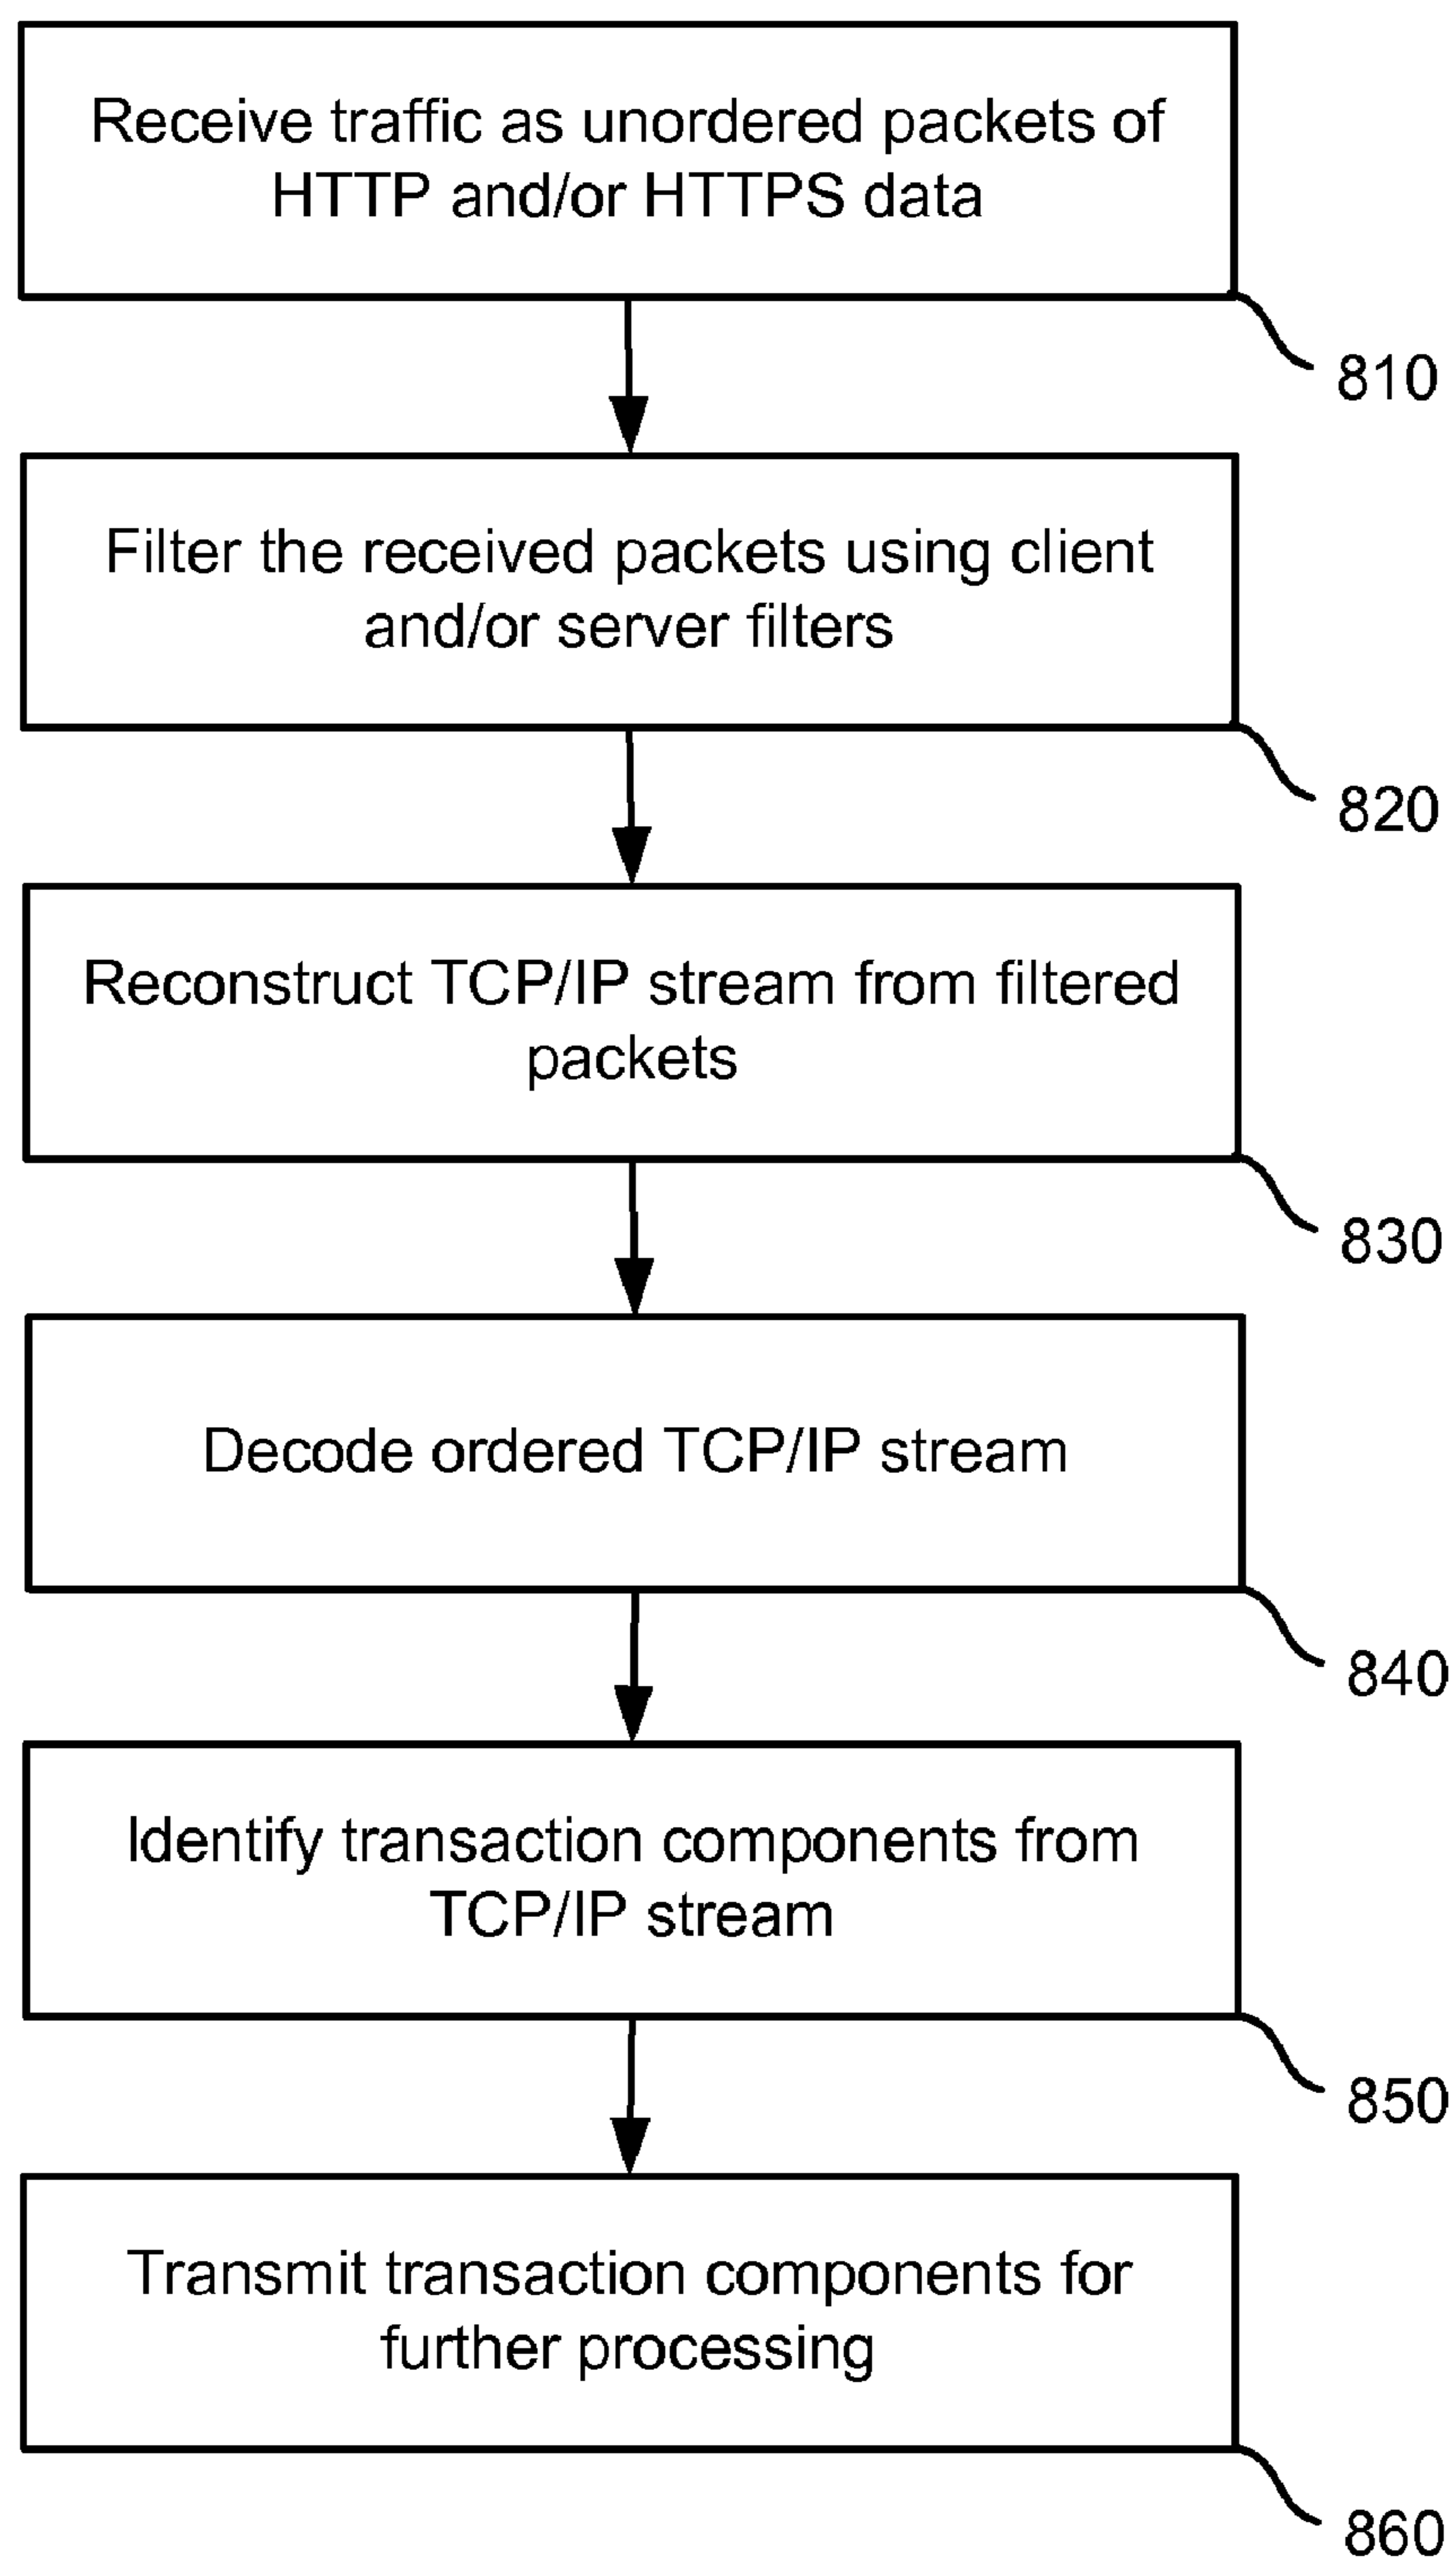 Receive traffic as unordered packets of
HTTP and/or HTTPS data
810
Filter the received packets using client
and/or server filters
820
Reconstruct TCP/IP stream from filtered
packets
830
Decode ordered TCP/IP stream
840
Identify transaction components from
TCP/IP stream
850
Transmit transaction components for
further processing
860